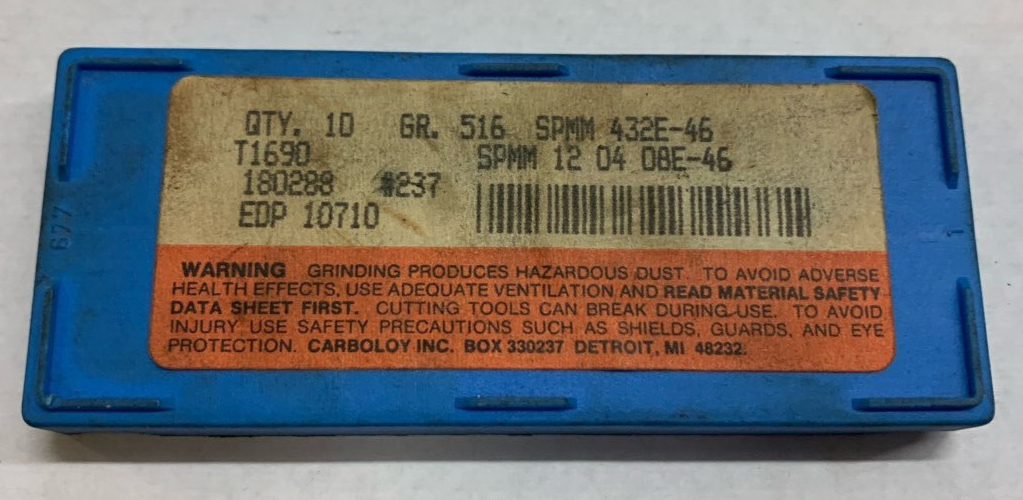 QTY. 10 GR. 516 SPMM 432E-46
T1690 SPMM 12 04 08E-46
180288 #237
EDP 10710
WARNING GRINDING PRODUCES HAZARDOUS DUST. TO AVOID ADVERSE
HEALTH EFFECTS, USE ADEQUATE VENTILATION AND READ MATERIAL SAFETY
DATA SHEET FIRST. CUTTING TOOLS CAN BREAK DURING USE. TO AVOID
INJURY USE SAFETY PRECAUTIONS SUCH AS SHIELDS, GUARDS, AND EYE
PROTECTION. CARBOLOY INC. BOX 330237 DETROIT, MI 48232.
677